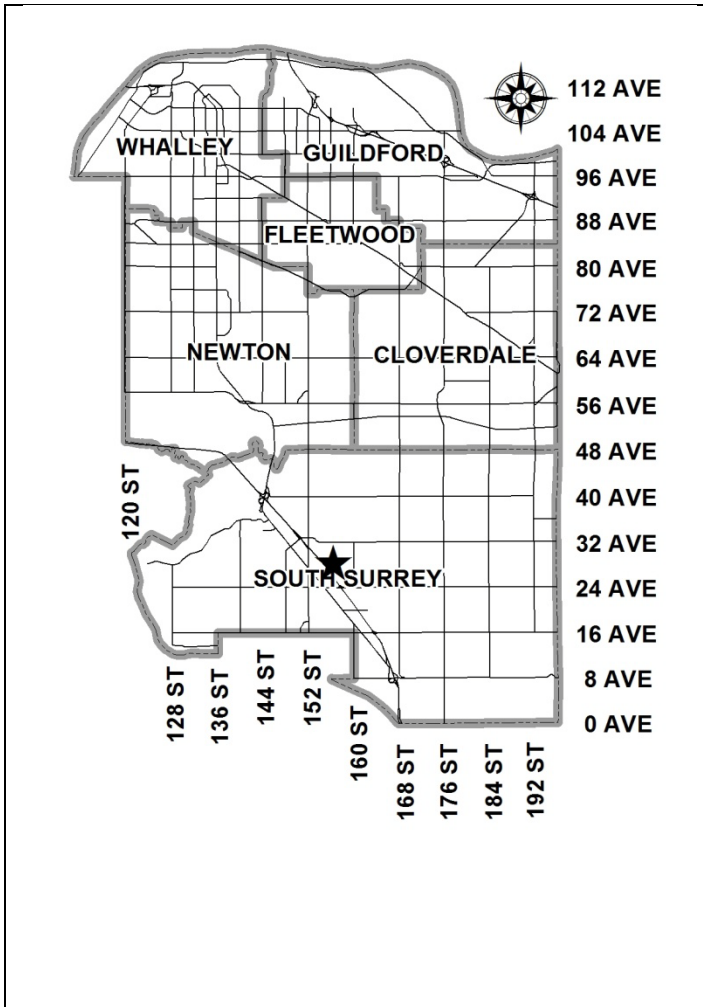 112 AVE
104 AVE
WHALLEY
GUILDFORD
96 AVE
88 AVE
FLEETWOOD
80 AVE
72 AVE
NEWTON
CLOVERDALE
64 AVE
56 AVE
48 AVE
120 ST
40 AVE
32 AVE
SOUTH SURREY
24 AVE
16 AVE
8 AVE
0 AVE
128 ST
136 ST
144 ST
152 ST
160 ST
168 ST
176 ST
184 ST
192 ST